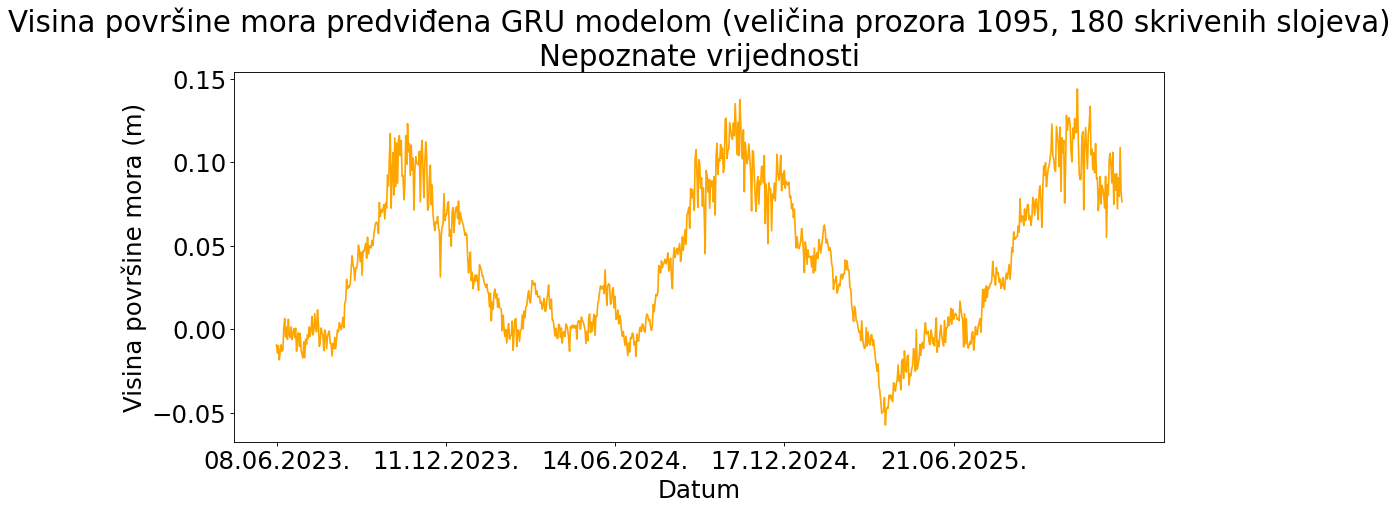 Visina površine mora predviđena GRU modelom (veličina prozora 1095, 180 skrivenih slojeva)
Nepoznate vrijednosti
Visina površine mora (m)
0.15
0.10
0.05
0.00
−0.05
08.06.2023. 11.12.2023. 14.06.2024. 17.12.2024. 21.06.2025.
Datum